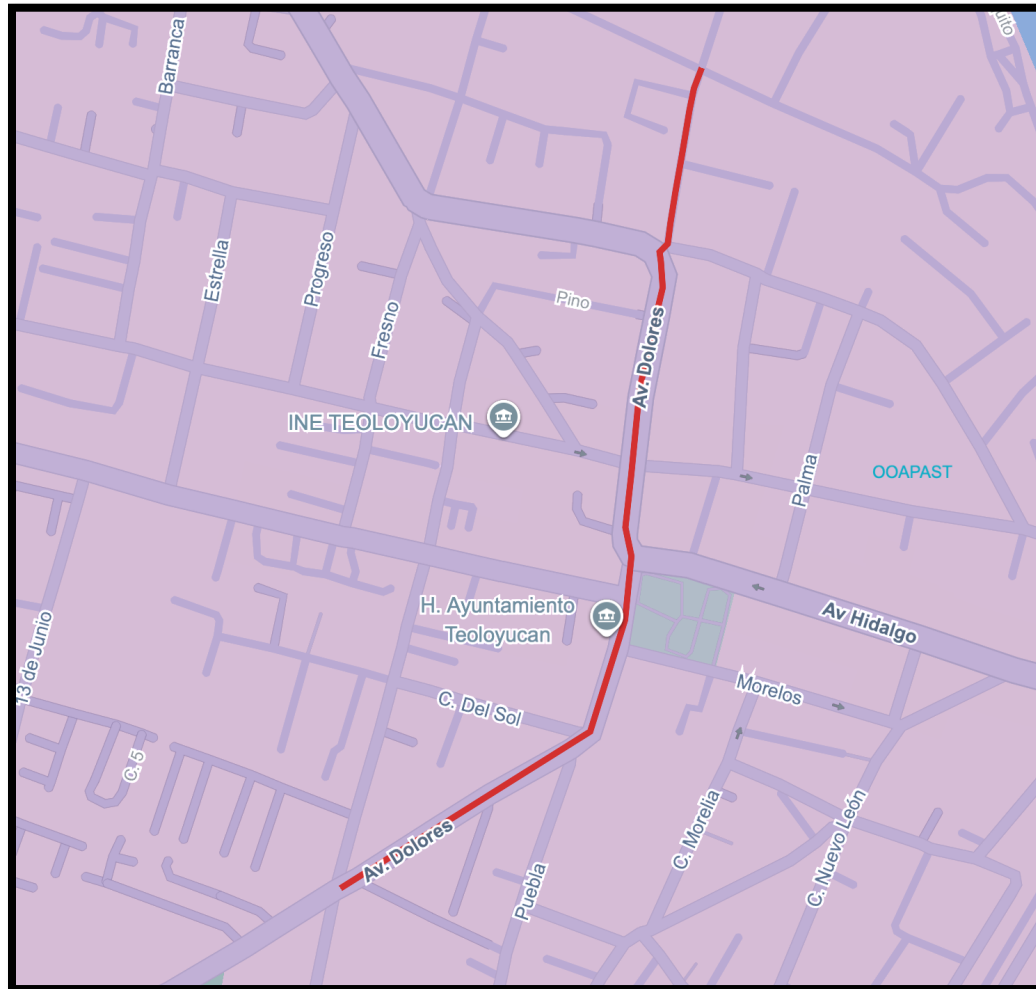 uito
Barranca
Estrella
Progreso
Fresno
Pino
Av. Dolores
INE TEOLOYUCAN
OOAPAST
Palma
H. Ayuntamiento
Teoloyucan
Av Hidalgo
13 de Junio
Morelos
C. Del Sol
C. 5
Av. Dolores
C. Morelia
C. Nuevo León
Puebla